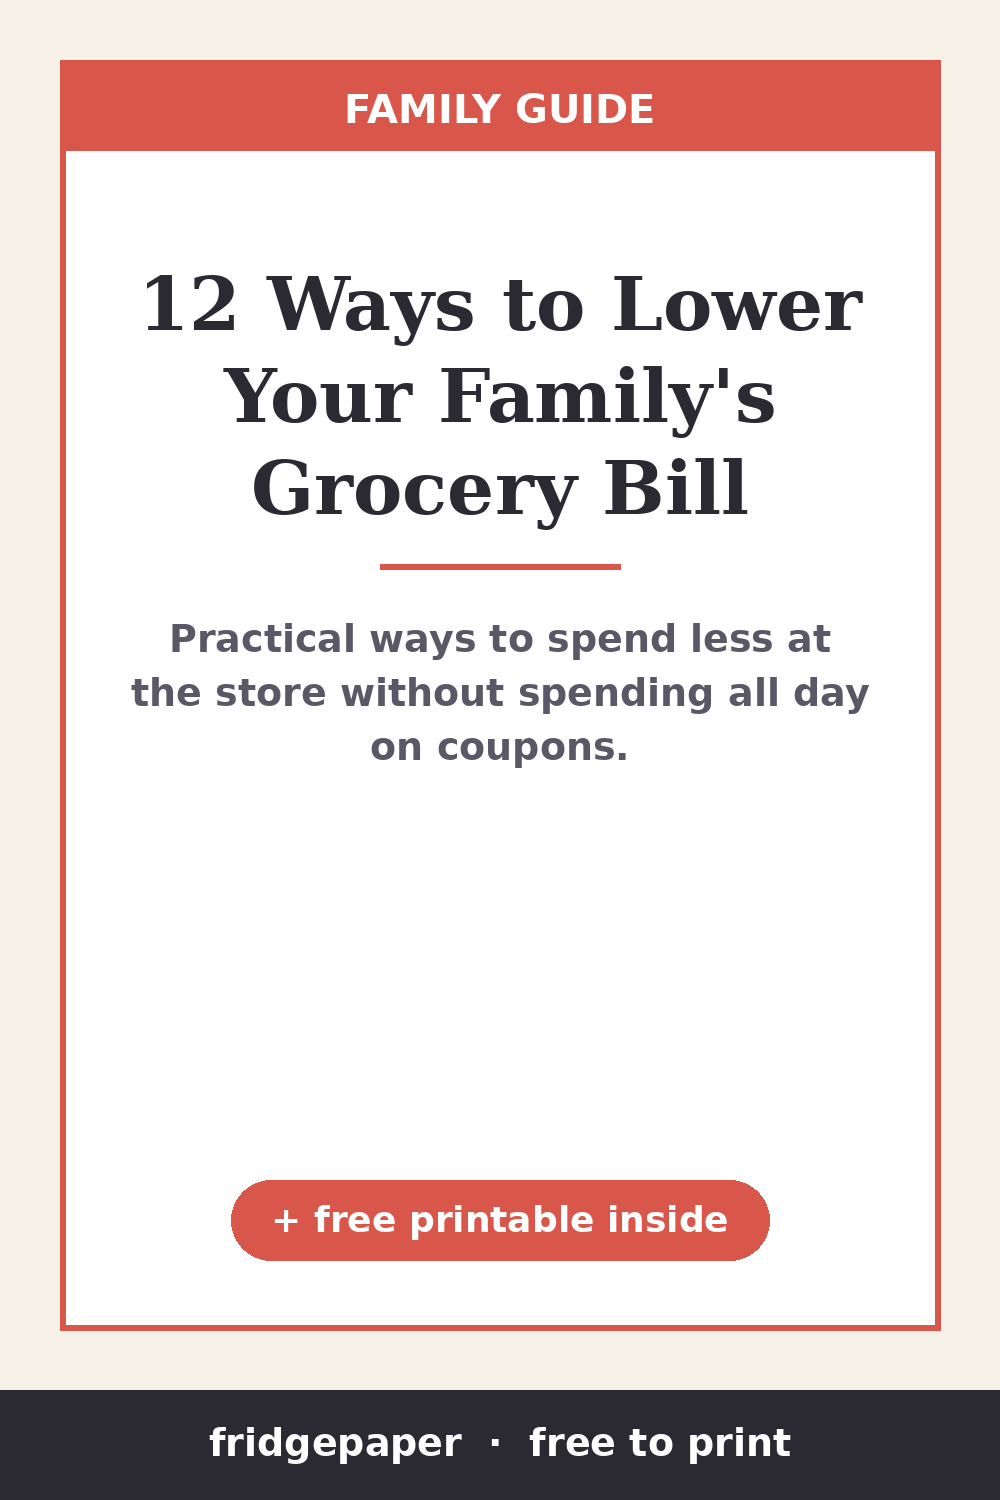 FAMILY GUIDE
12 Ways to Lower
Your Family's
Grocery Bill
Practical ways to spend less at
the store without spending all day
on coupons.
+ free printable inside
fridgepaper · free to print